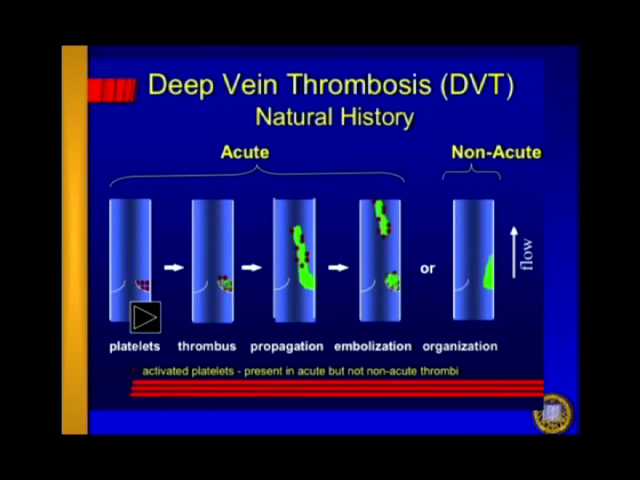 Deep Vein Thrombosis (DVT)
Natural History
Acute
Non-Acute
or
flow
platelets
thrombus
propagation
embolization
organization
activated platelets - present in acute but not non-acute thrombi